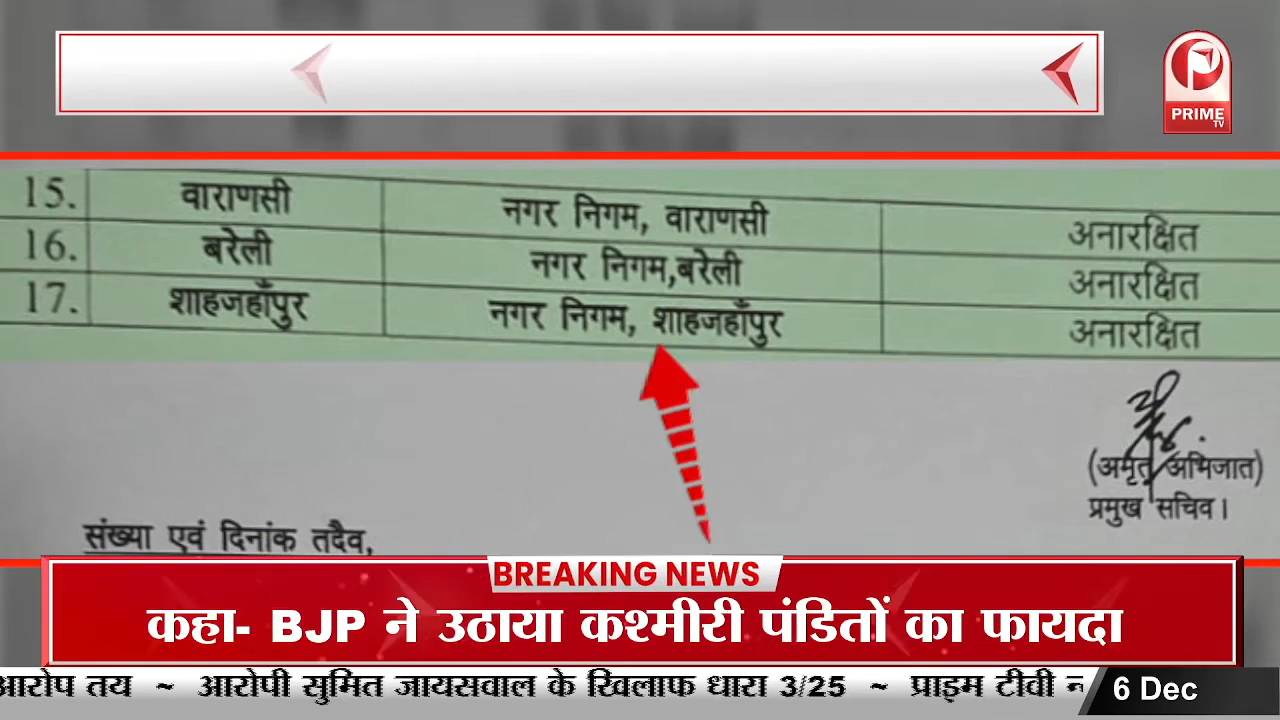 PRIME
TV
15. वाराणसी नगर निगम, वाराणसी अनारक्षित
16. बरेली नगर निगम,बरेली अनारक्षित
17. शाहजहाँपुर नगर निगम, शाहजहाँपुर अनारक्षित
(अमृत अभिजात)
प्रमुख सचिव।
संख्या एवं दिनांक तदैव,
BREAKING NEWS
कहा- BJP ने उठाया कश्मीरी पंडितों का फायदा
आरोप तय ~ आरोपी सुमित जायसवाल के खिलाफ धारा 3/25 ~ प्राइम टीवी
6 Dec